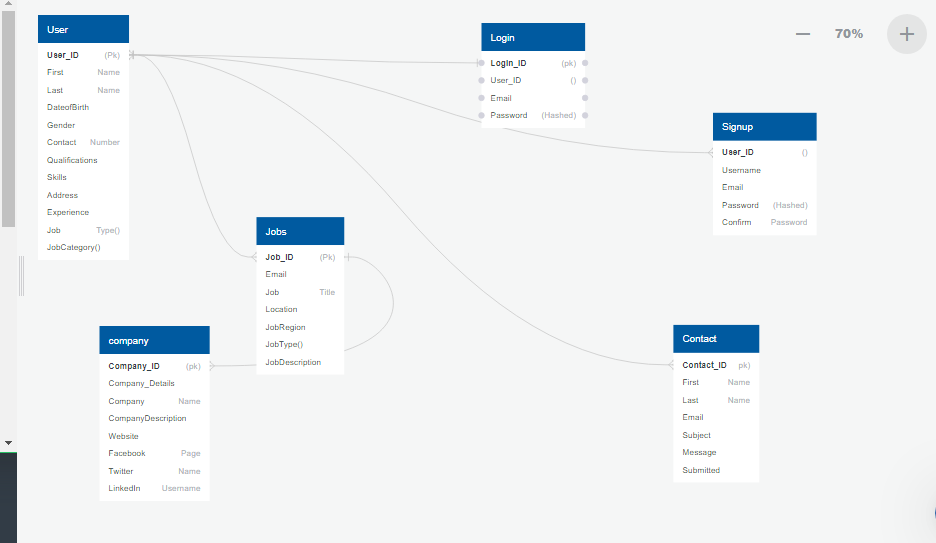 User
User_ID (Pk)
First Name
Last Name
DateofBirth
Gender
Contact Number
Qualifications
Skills
Address
Experience
Job Type()
JobCategory()
Login
Login_ID (pk)
User_ID ()
Email
Password (Hashed)
70%
Signup
User_ID ()
Username
Email
Password (Hashed)
Confirm Password
Jobs
Job_ID (Pk)
Email
Job Title
Location
JobRegion
JobType()
JobDescription
company
Company_ID (pk)
Company_Details
Company Name
CompanyDescription
Website
Facebook Page
Twitter Name
LinkedIn Username
Contact
Contact_ID pk)
First Name
Last Name
Email
Subject
Message
Submitted